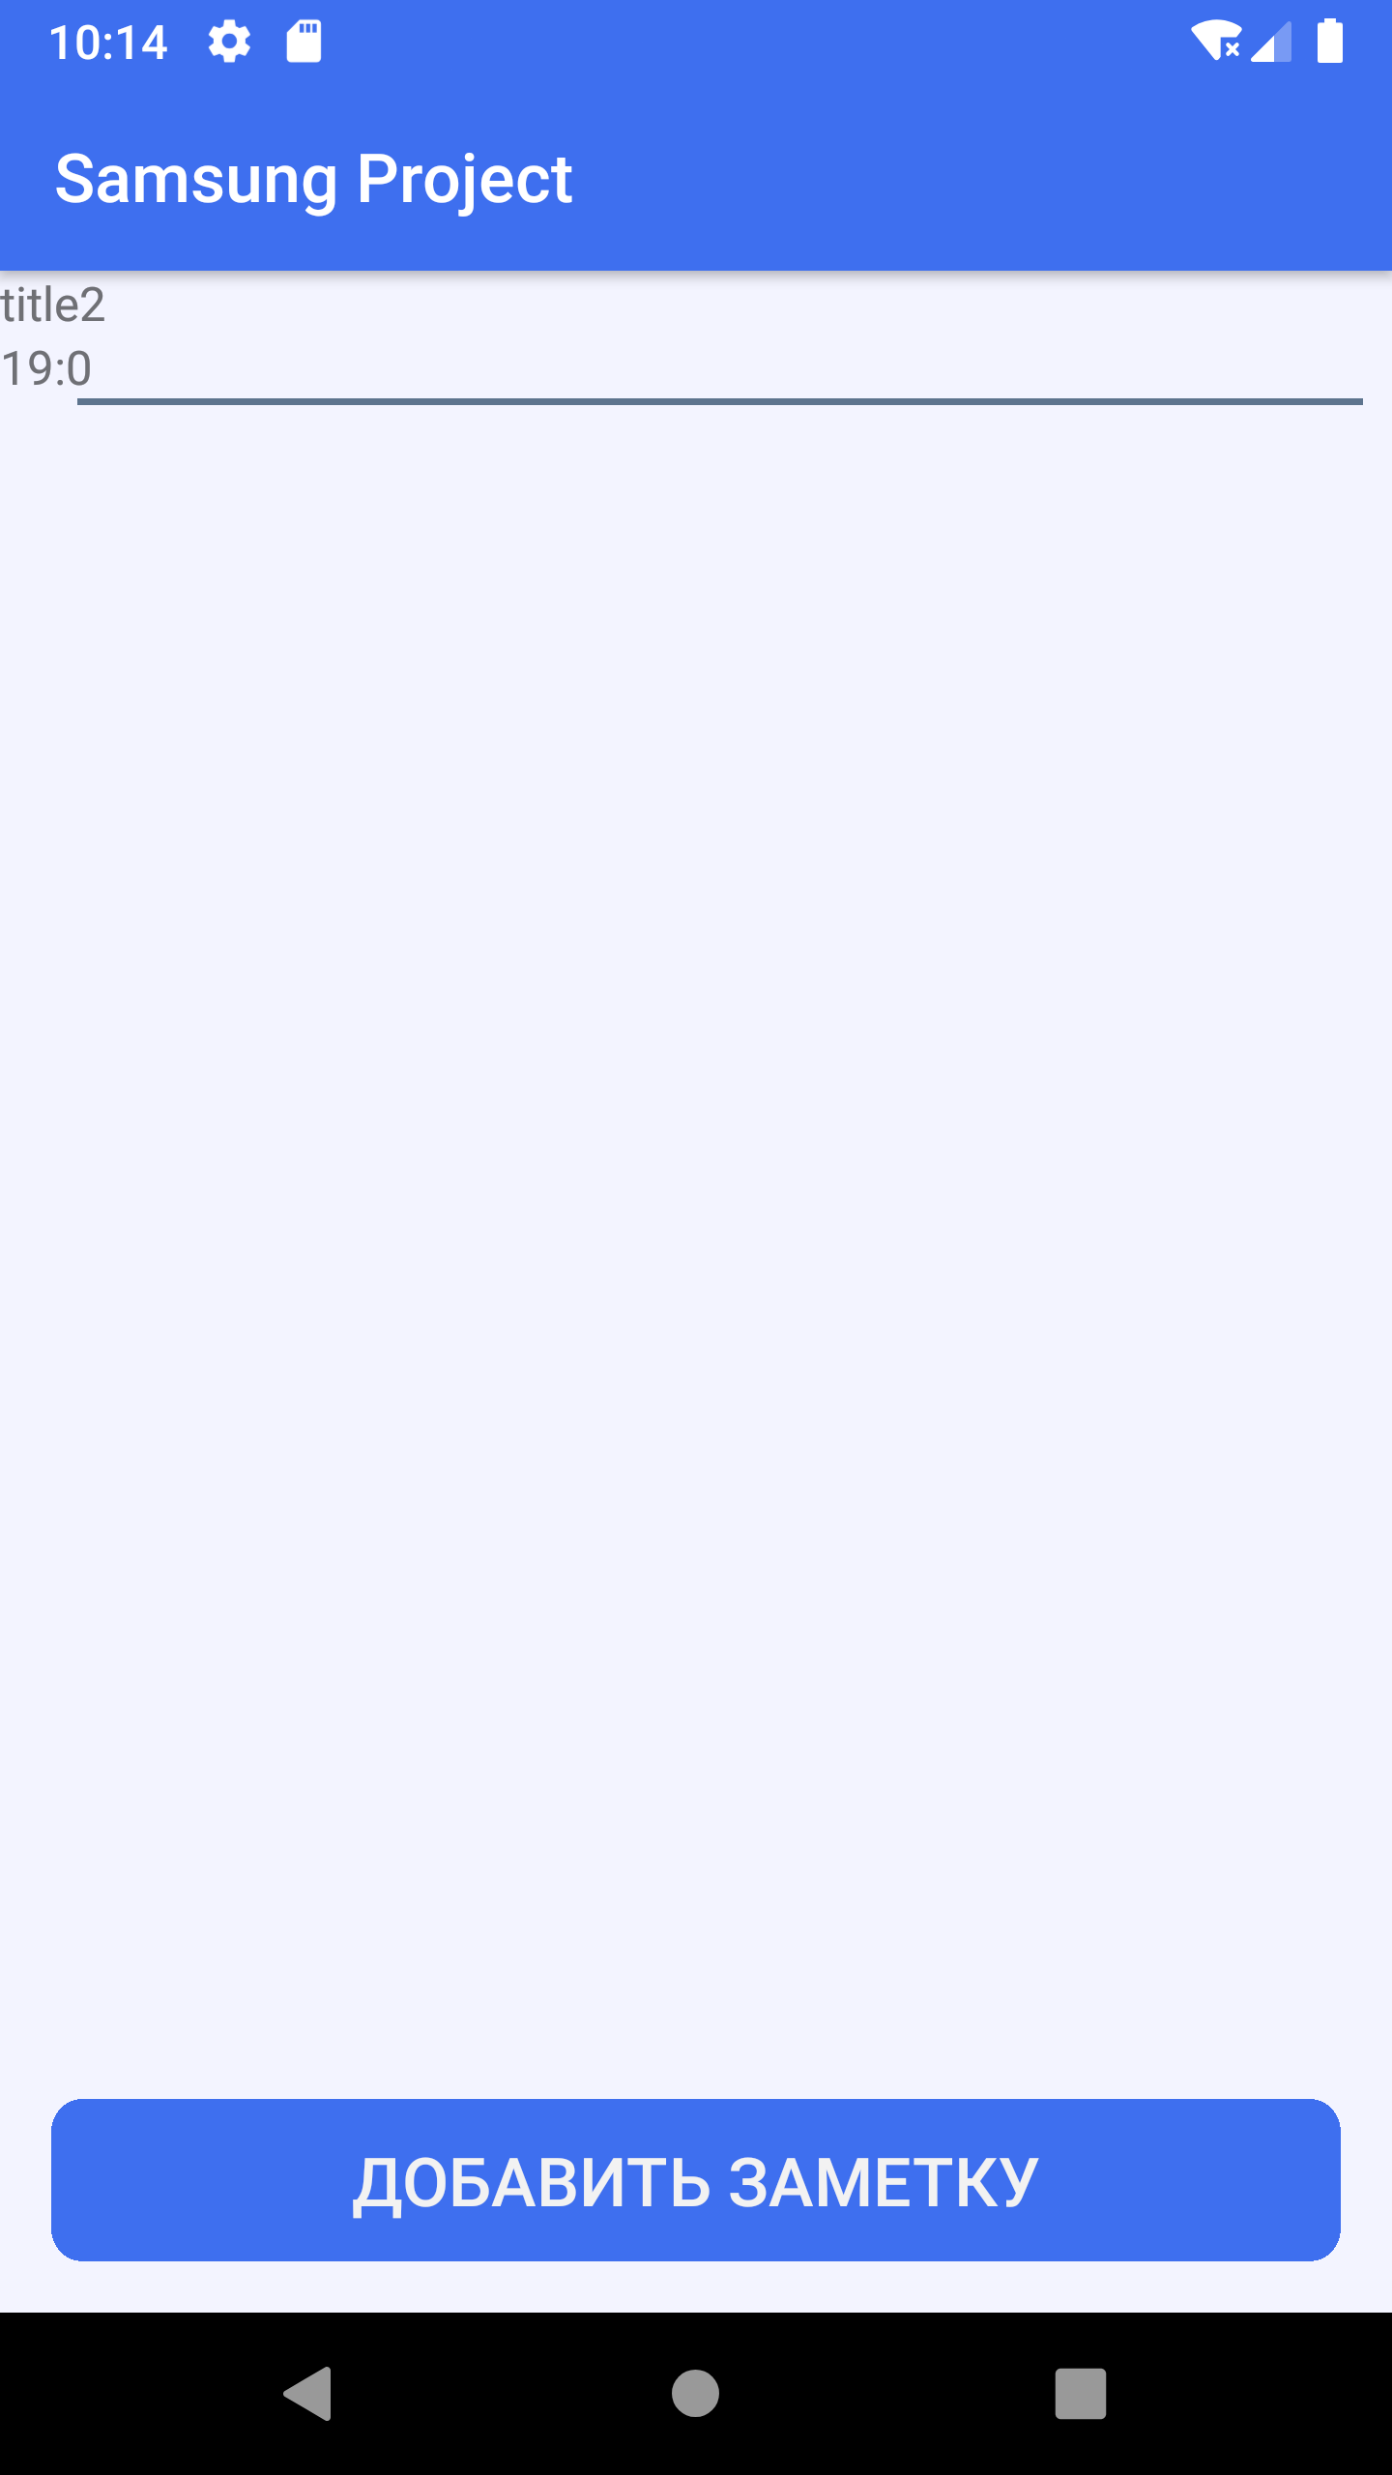 10:14
Samsung Project
title2
19:0
ДОБАВИТЬ ЗАМЕТКУ